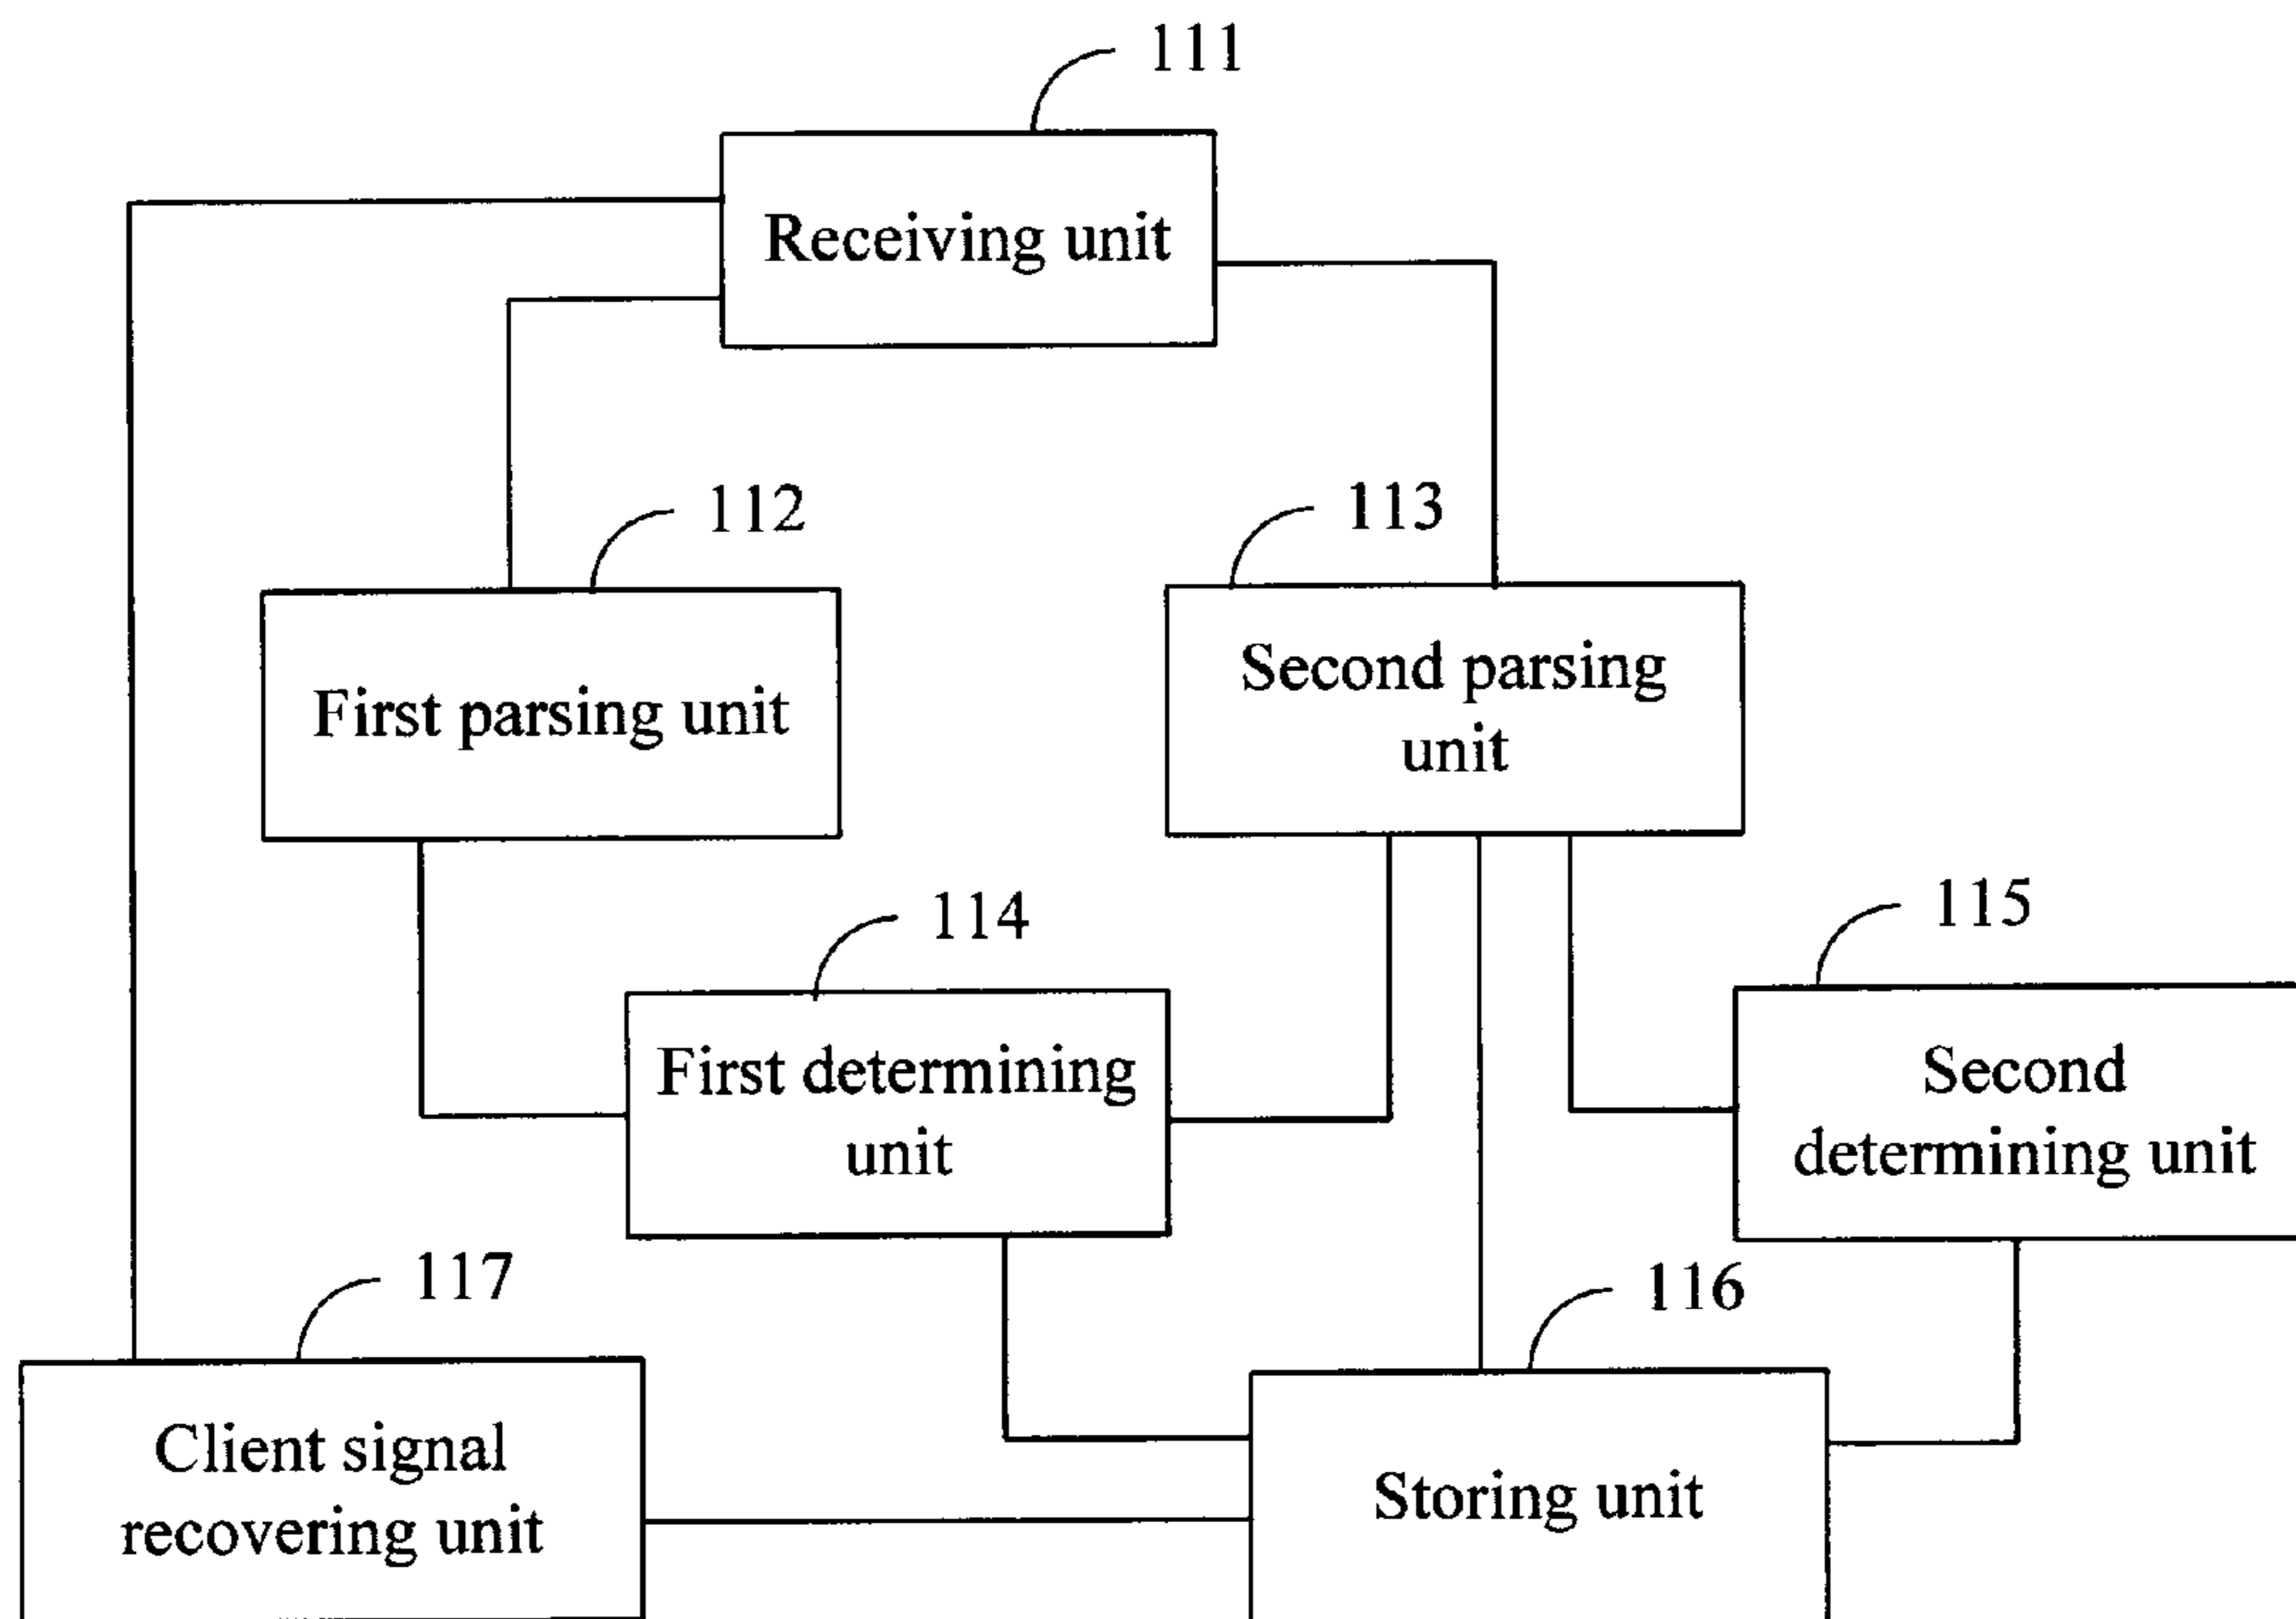 111
Receiving unit
112
113
First parsing unit
Second parsing
unit
114
115
First determining
unit
Second
determining unit
117
116
Client signal
recovering unit
Storing unit